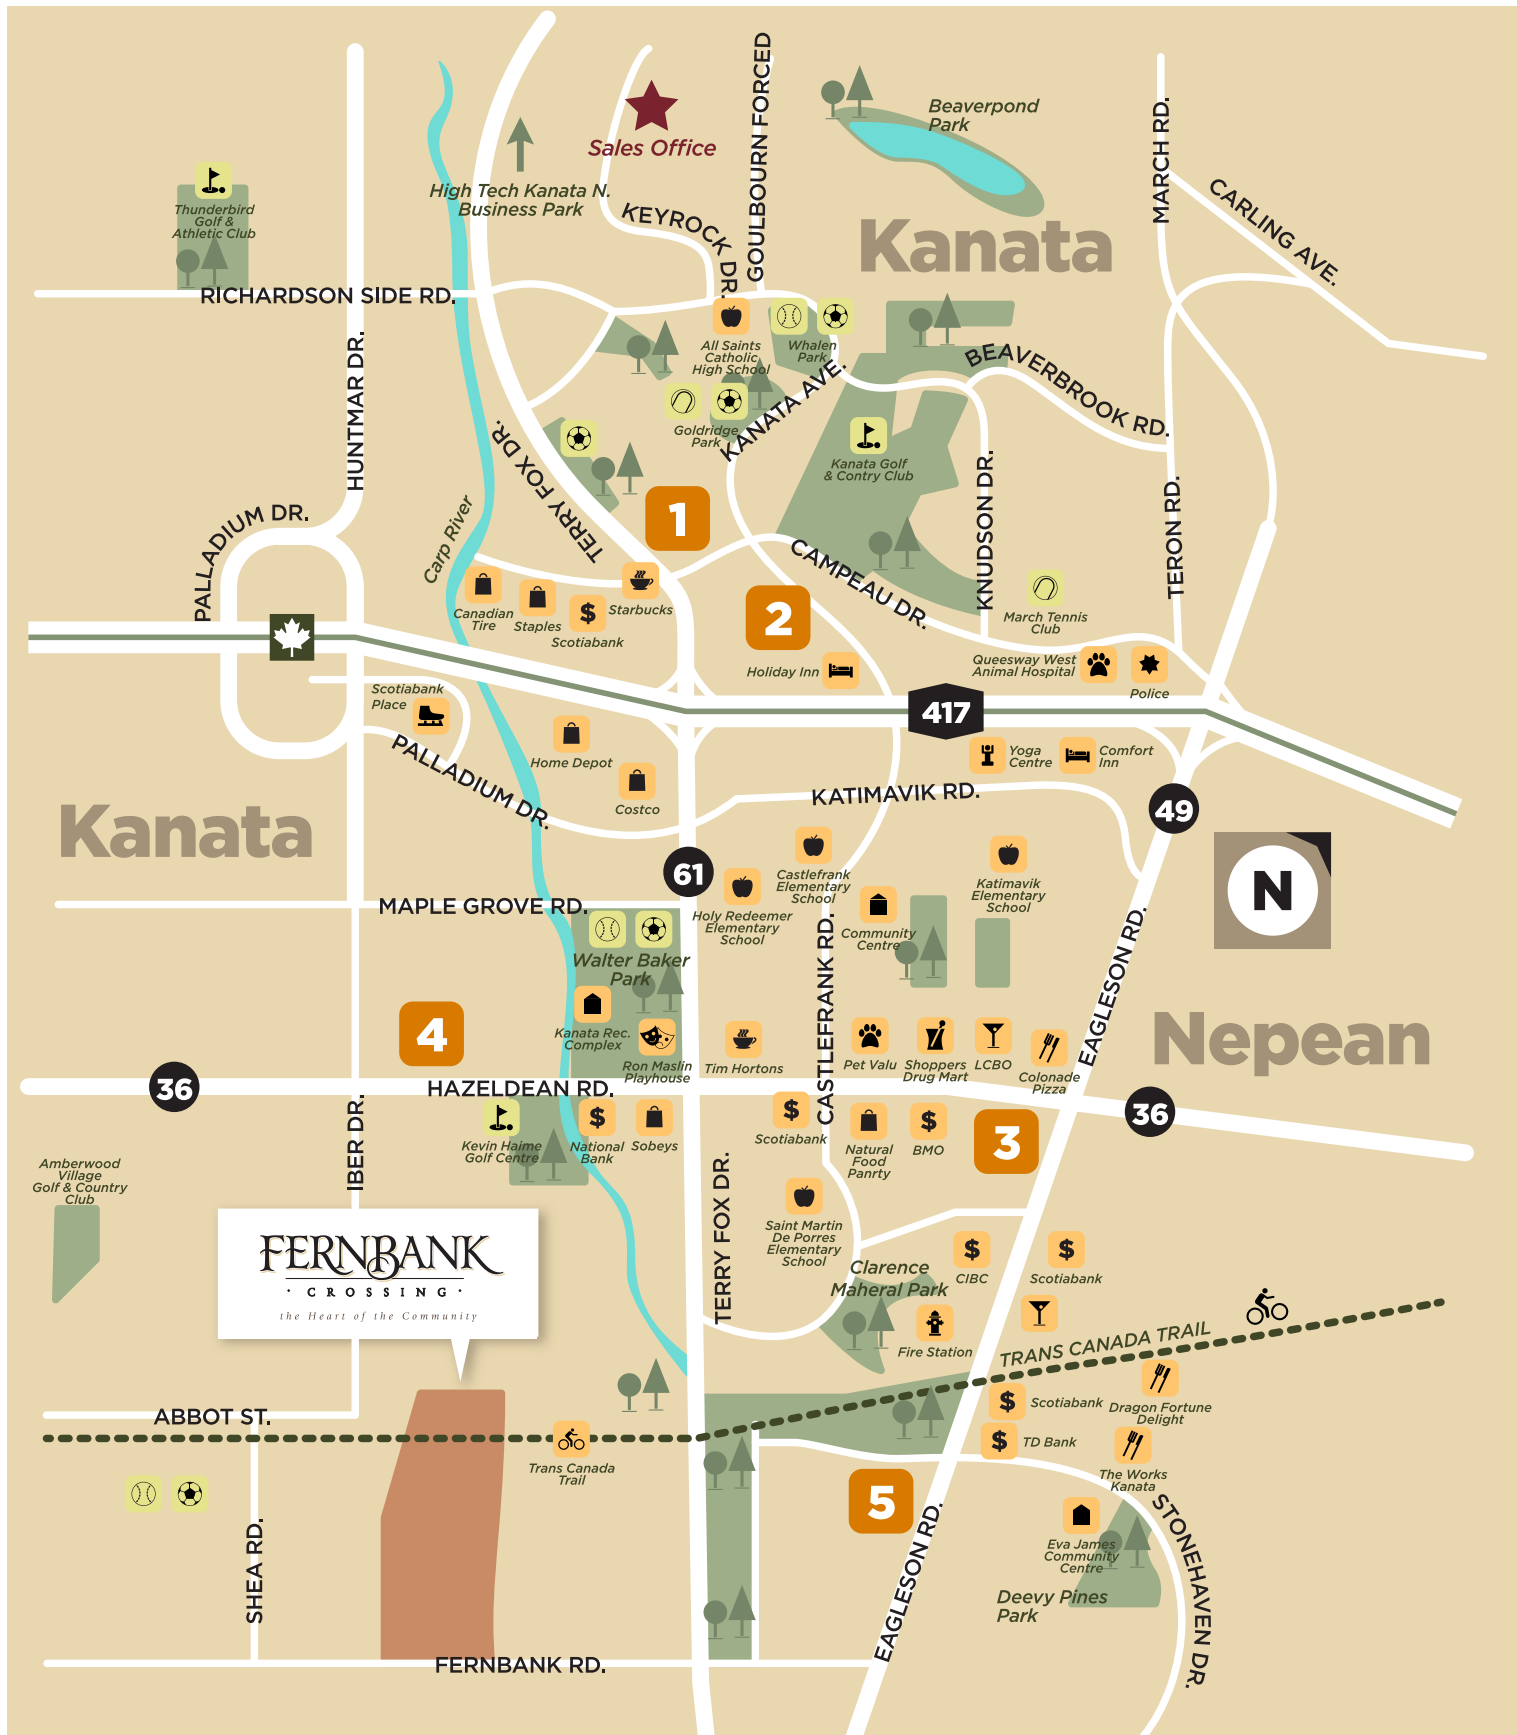 GOULBOURN FORCED
Beaverpond
Park
MARCH RD.
CARLING AVE.
Sales Office
High Tech Kanata N.
Business Park
KEYROCK DR.
Kanata
Thunderbird
Golf &
Athletic Club
RICHARDSON SIDE RD.
HUNTMAR DR.
All Saints
Catholic
High School
Whalen
Park
BEAVERBROOK RD.
Goldridge
Park
KANATA AVE.
TERRY FOX DR.
Kanata Golf
& Contry Club
KNUDSON DR.
TERON RD.
PALLADIUM DR.
Carp River
1
CAMPEAU DR.
Canadian
Tire
Staples
$
Scotiabank
Starbucks
2
March Tennis
Club
Holiday Inn
Queesway West
Animal Hospital
Police
417
Scotiabank
Place
PALLADIUM DR.
Home Depot
Costco
Yoga
Centre
Comfort
Inn
KATIMAVIK RD.
49
Kanata
61
N
Castlefrank
Elementary
School
Katimavik
Elementary
School
Holy Redeemer
Elementary
School
MAPLE GROVE RD.
Community
Centre
CASTLEFRANK RD.
EAGLESON RD.
Walter Baker
Park
Kanata Rec.
Complex
Ron Maslin
Playhouse
4
Nepean
Tim Hortons
Pet Valu
Shoppers
Drug Mart
LCBO
Colonade
Pizza
36
HAZELDEAN RD.
36
Kevin Haime
Golf Centre
$
National
Bank
Sobeys
$
Scotiabank
Natural
Food
Panrty
$
BMO
3
IBER DR.
Amberwood
Village
Golf & Country
Club
TERRY FOX DR.
Saint Martin
De Porres
Elementary
School
FERNBANK
· CROSSING ·
the Heart of the Community
Clarence
Maheral Park
$
CIBC
$
Scotiabank
Fire Station
TRANS CANADA TRAIL
ABBOT ST.
Trans Canada
Trail
$
Scotiabank
Dragon Fortune
Delight
$
TD Bank
The Works
Kanata
5
SHEA RD.
EAGLESON RD.
Eva James
Community
Centre
Deevy Pines
Park
STONEHAVEN DR.
FERNBANK RD.